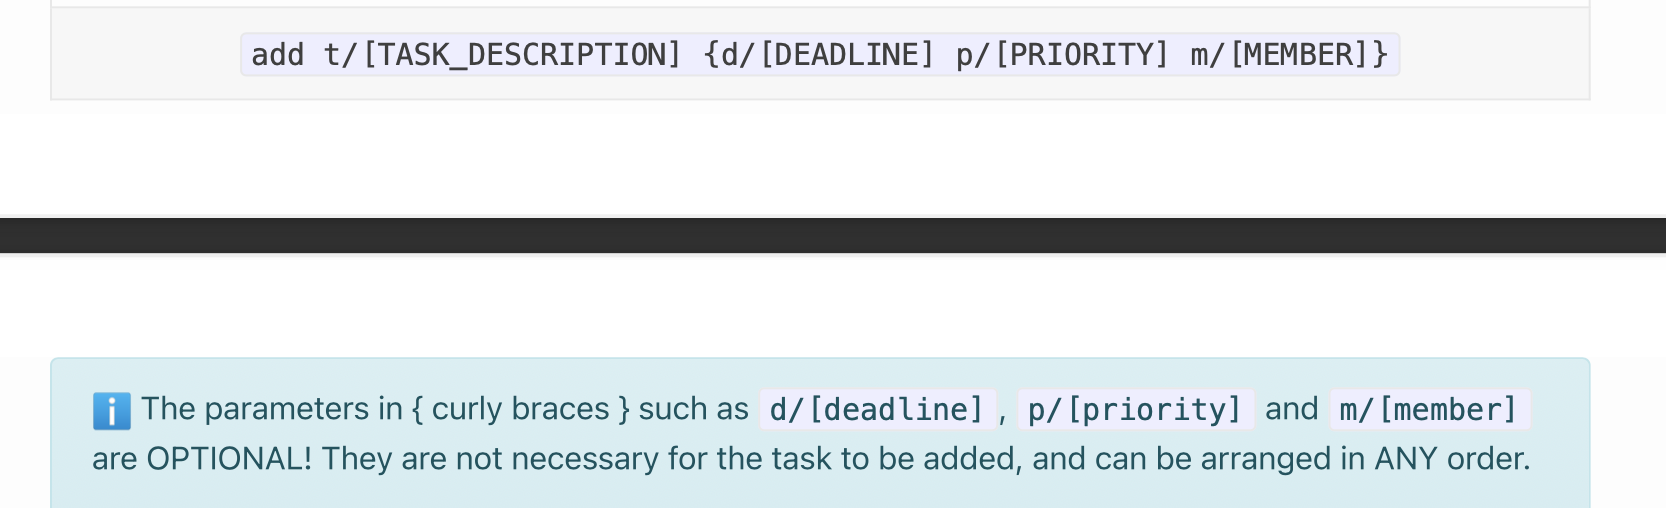 add t/[TASK_DESCRIPTION] {d/[DEADLINE] p/[PRIORITY] m/[MEMBER]}
ℹ️ The parameters in { curly braces } such as d/[deadline], p/[priority] and m/[member]
are OPTIONAL! They are not necessary for the task to be added, and can be arranged in ANY order.